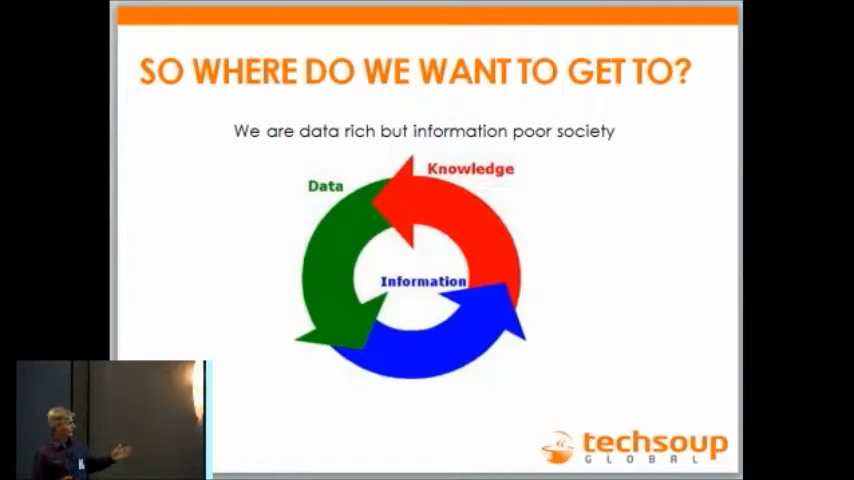 SO WHERE DO WE WANT TO GET TO?
We are data rich but information poor society
Knowledge
Data
Information
techsoup
GLOBAL